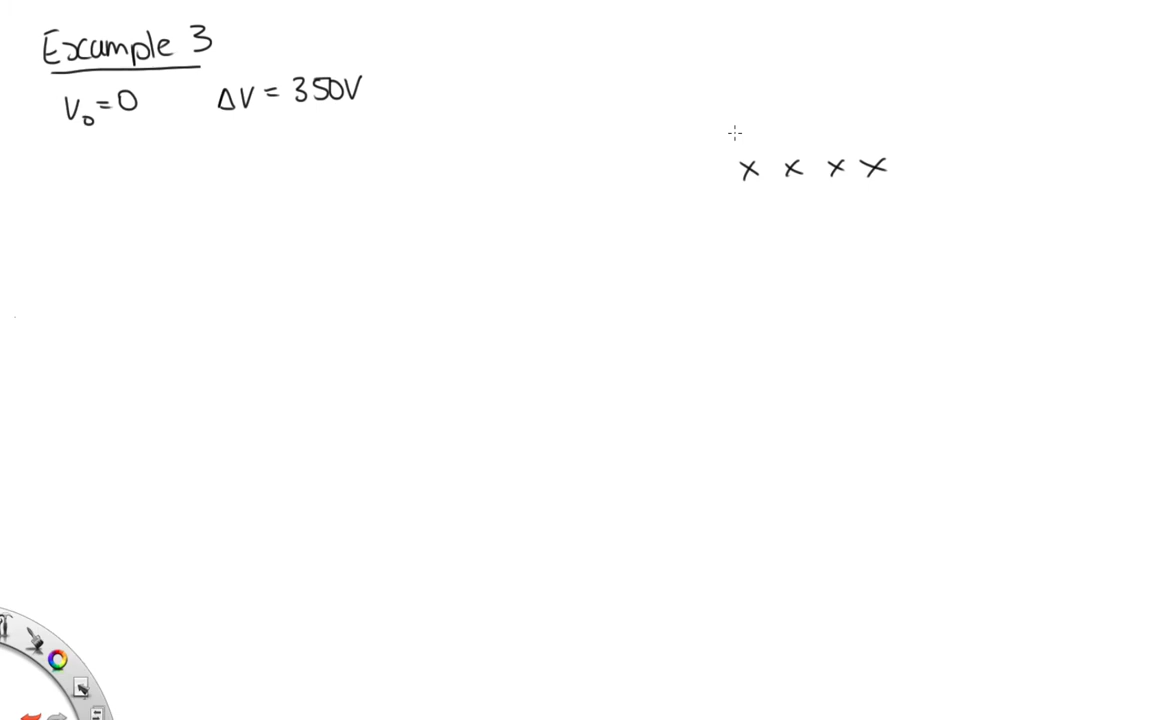 Example 3
V₀=0 ΔV = 350V
x x x x